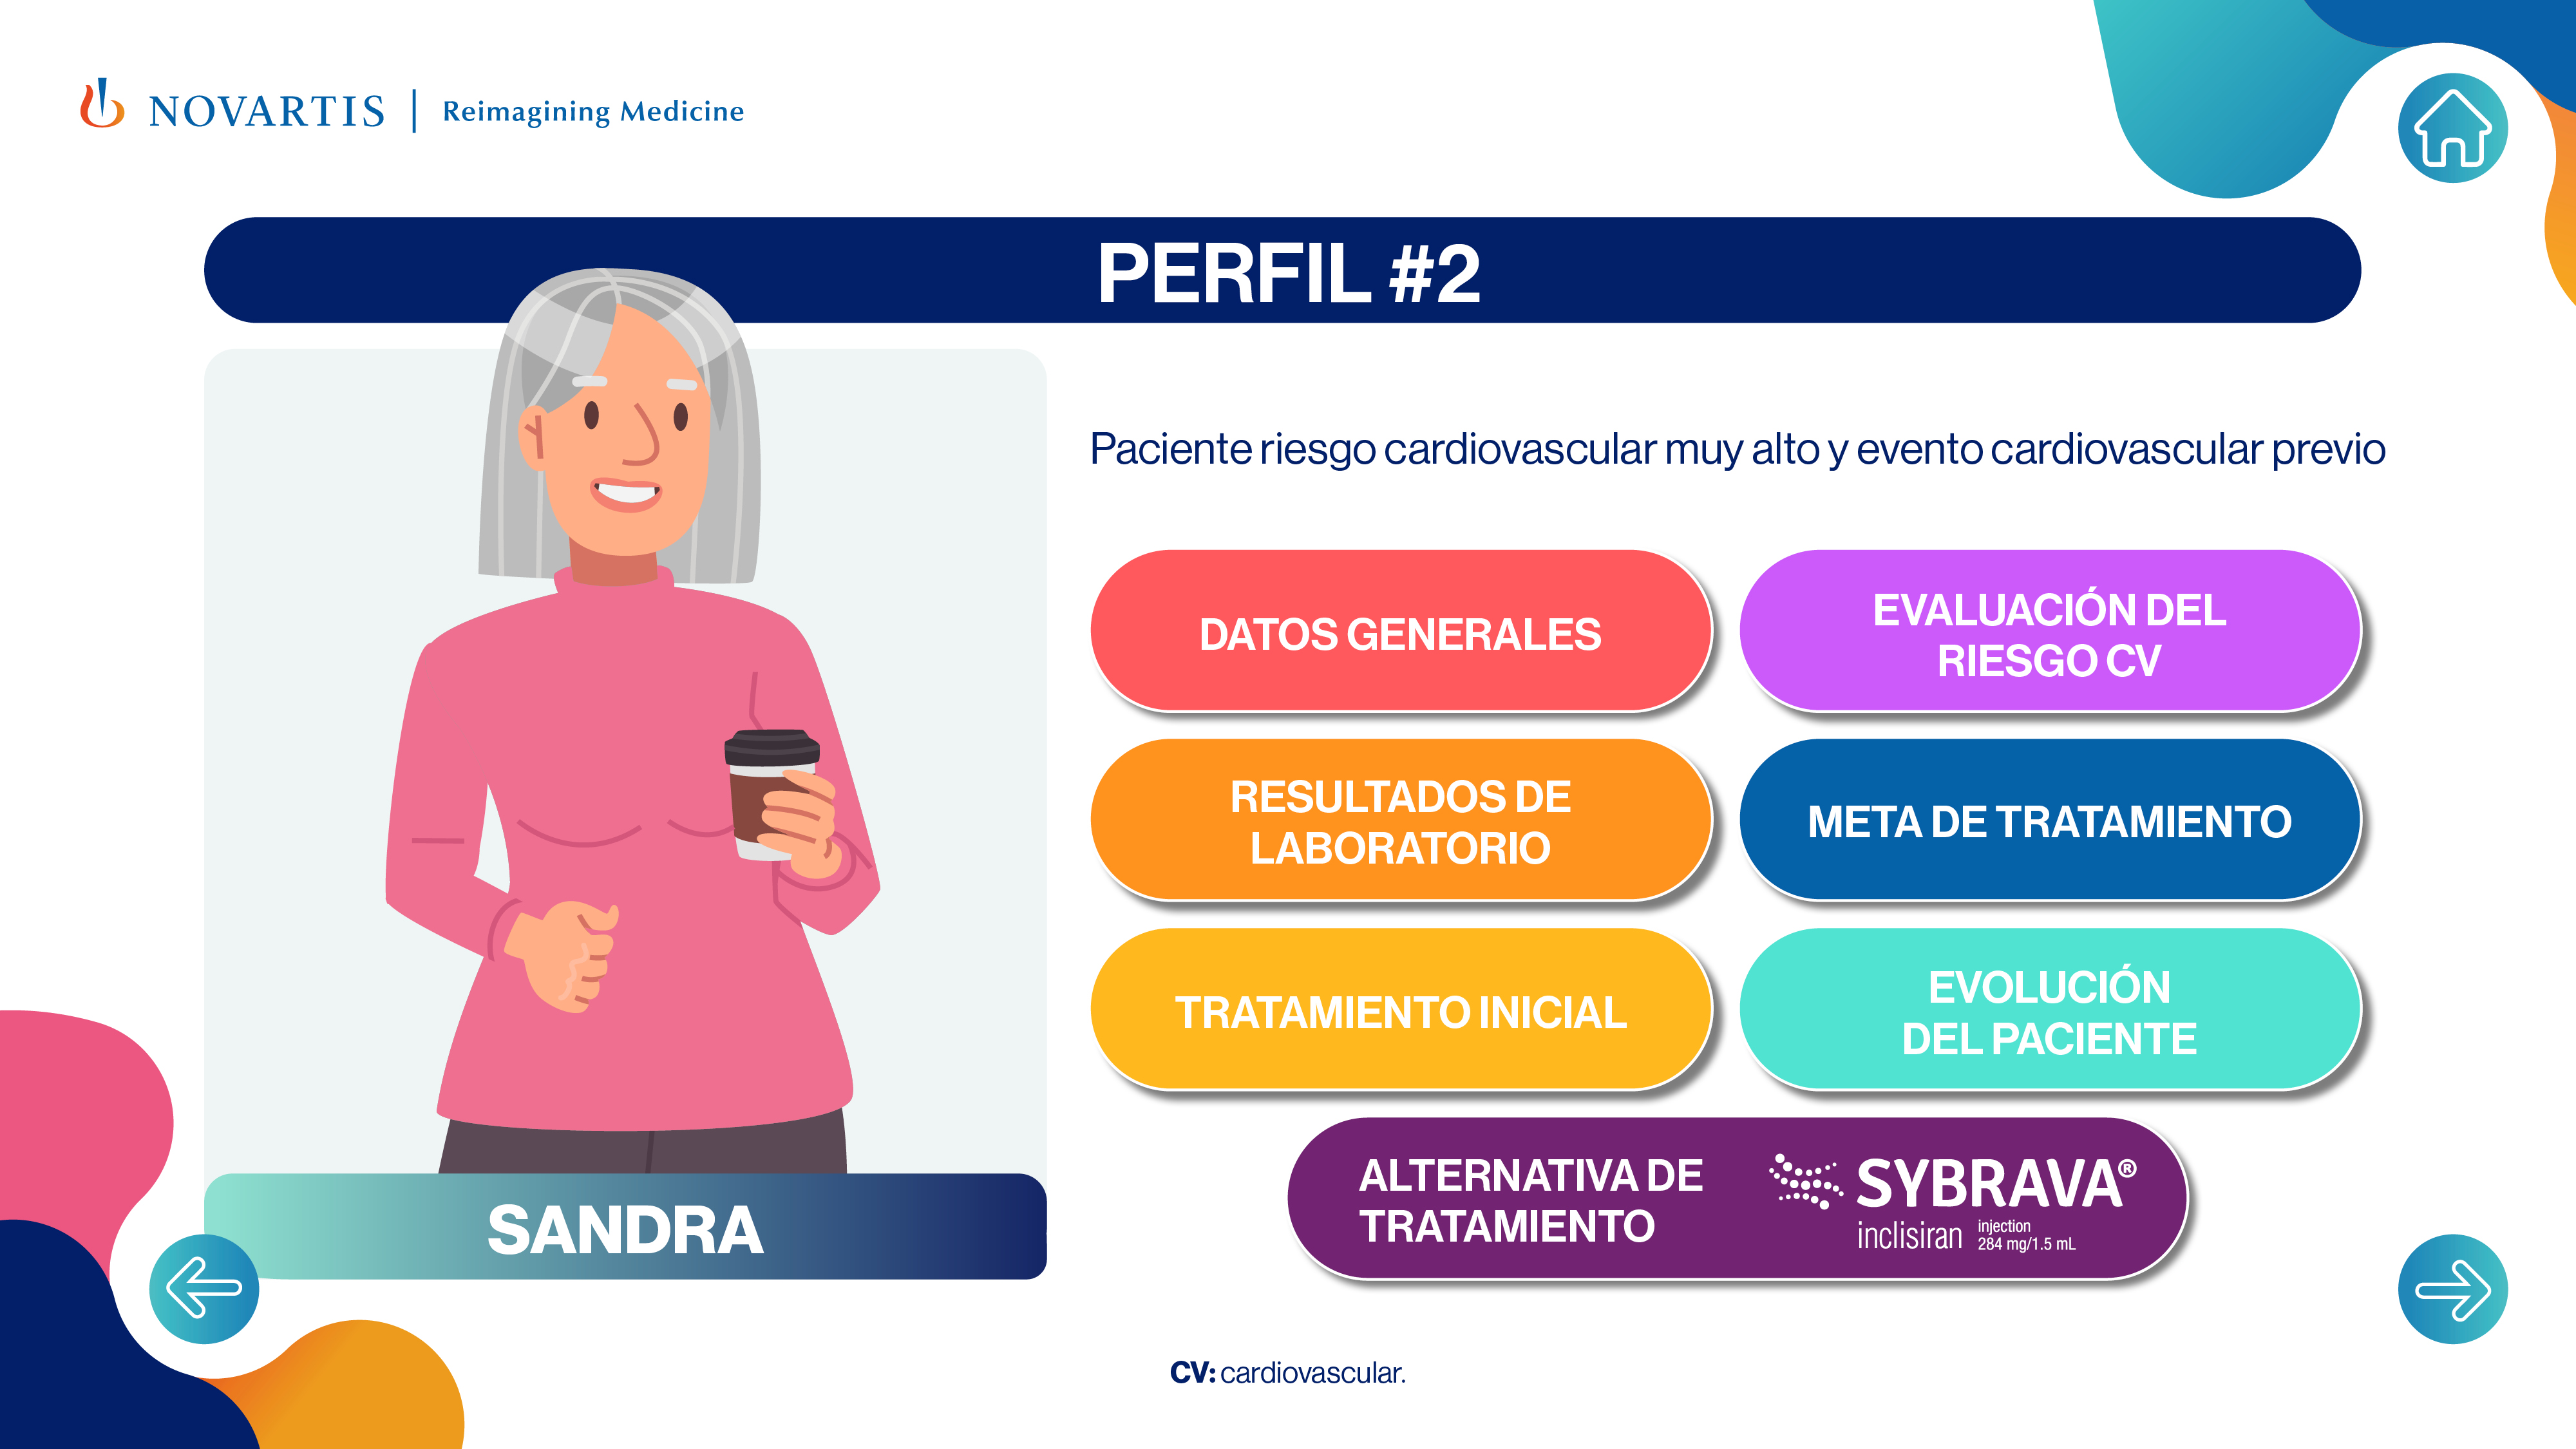 NOVARTIS | Reimagining Medicine
PERFIL #2
Paciente riesgo cardiovascular muy alto y evento cardiovascular previo
DATOS GENERALES
EVALUACIÓN DEL
RIESGO CV
RESULTADOS DE
LABORATORIO
META DE TRATAMIENTO
TRATAMIENTO INICIAL
EVOLUCIÓN
DEL PACIENTE
ALTERNATIVA DE
TRATAMIENTO
SYBRAVA®
inclisiran injection
284 mg/1.5 mL
SANDRA
CV: cardiovascular.